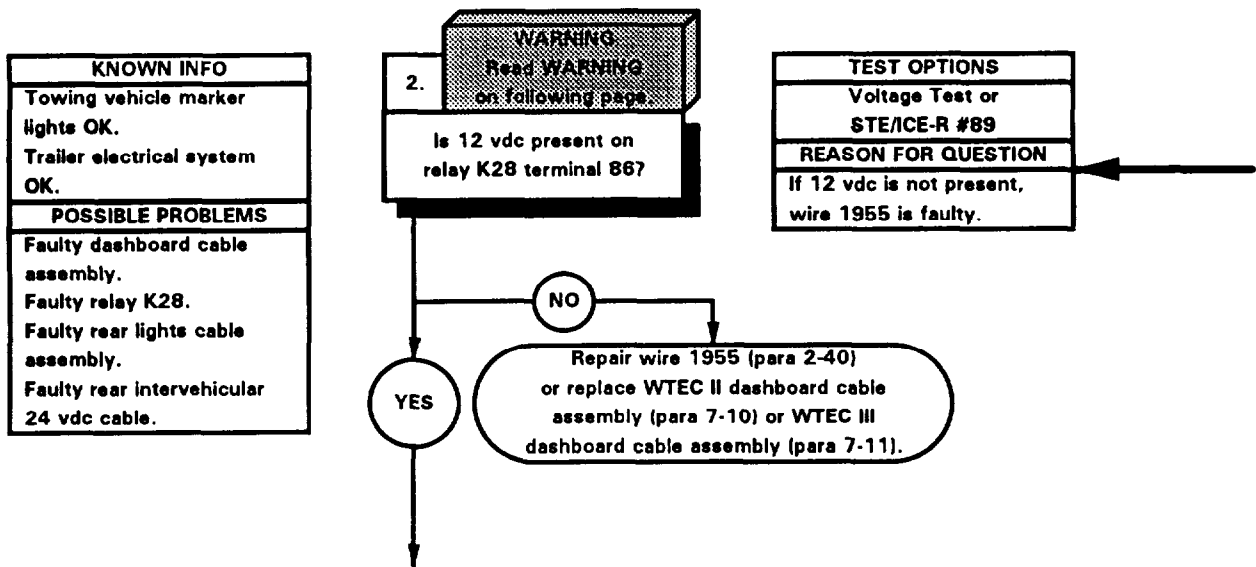 KNOWN INFO
Towing vehicle marker
lights OK.
Trailer electrical system
OK.
POSSIBLE PROBLEMS
Faulty dashboard cable
assembly.
Faulty relay K28.
Faulty rear lights cable
assembly.
Faulty rear intervehicular
24 vdc cable.
2.
WARNING
Read WARNING
on following page.
Is 12 vdc present on
relay K28 terminal 86?
TEST OPTIONS
Voltage Test or
STE/ICE-R #89
REASON FOR QUESTION
If 12 vdc is not present,
wire 1955 is faulty.
NO
YES
Repair wire 1955 (para 2-40)
or replace WTEC II dashboard cable
assembly (para 7-10) or WTEC III
dashboard cable assembly (para 7-11).